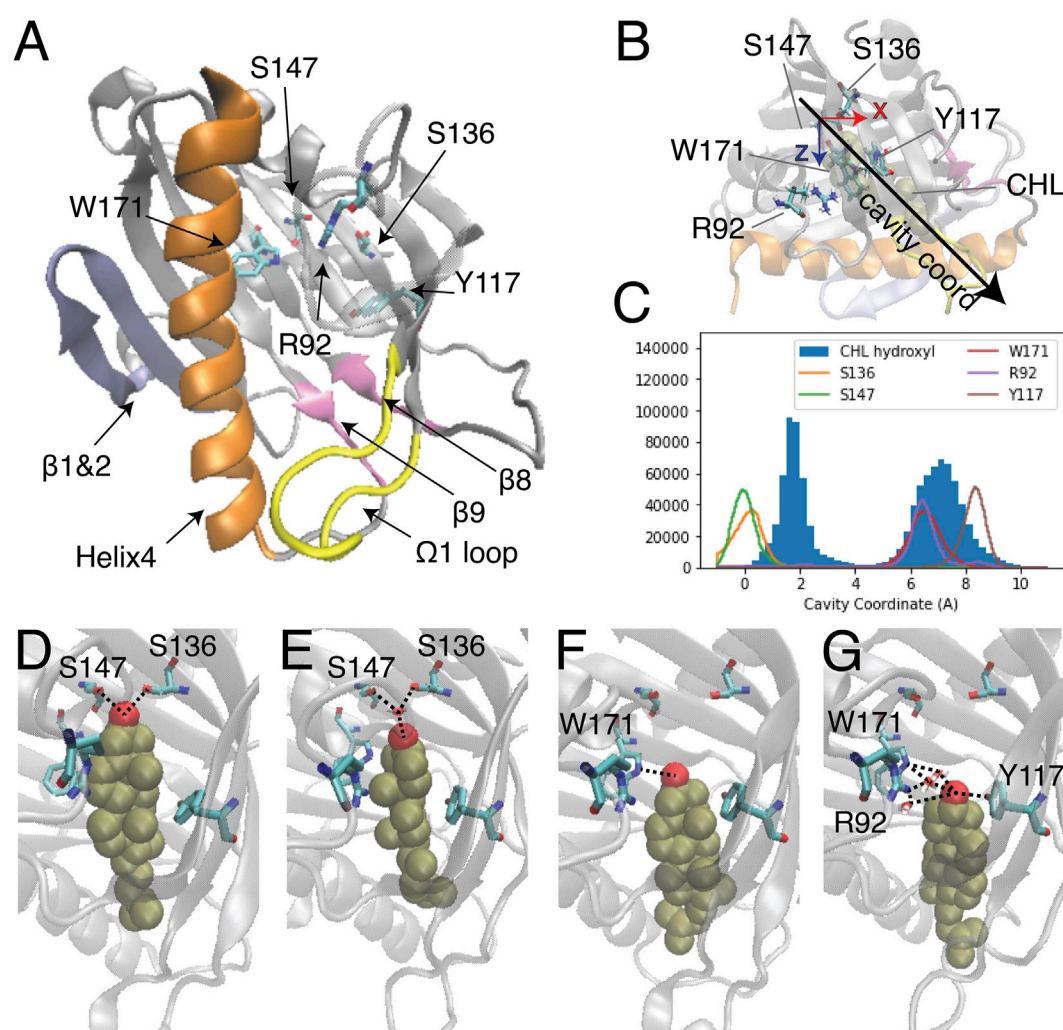 A
S147
S136
W171
Y117
R92
β1&2
β8
β9
Helix4
Ω1 loop
B
S147
S136
X
Y117
W171
Z
CHL
R92
cavity coord
C
140000
120000
100000
80000
60000
40000
20000
0
CHL hydroxyl
S136
S147
W171
R92
Y117
0 2 4 6 8 10
Cavity Coordinate (A)
D
S147
S136
E
S147
S136
F
W171
G
W171
Y117
R92